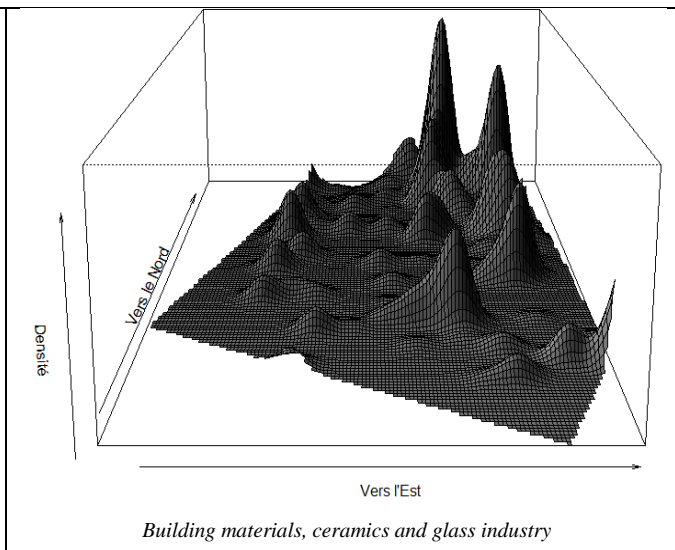 Vers le Nord
Densité
Vers l'Est
Building materials, ceramics and glass industry